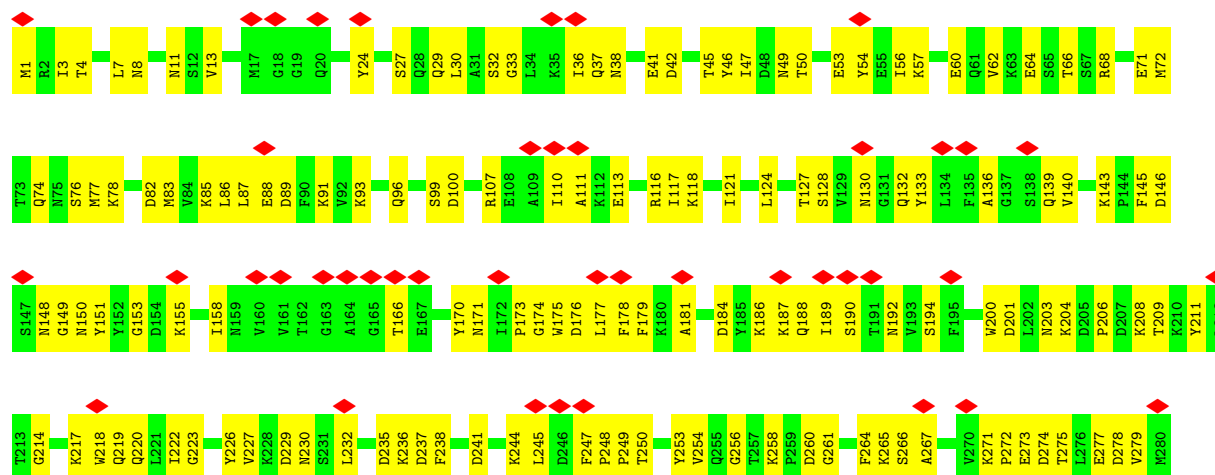 M1 R2 I3 T4 L7 N8 N11 S12 V13 M17 G18 G19 Q20 Y24 S27 Q28 Q29 L30 A31 S32 G33 L34 K35 I36 Q37 N38 E41 D42 T45 Y46 I47 D48 N49 T50 E53 Y54 E55 I56 K57 E60 Q61 V62 K63 E64 S65 T66 S67 R68 E71 M72
T73 Q74 N75 S76 M77 K78 D82 M83 V84 K85 L86 L87 E88 D89 F90 K91 V92 K93 Q96 S99 D100 R107 E108 A109 I110 A111 K112 E113 R116 I117 K118 I121 L124 T127 S128 V129 N130 G131 Q132 Y133 L134 F135 A136 G137 S138 Q139 V140 K143 P144 F145 D146
S147 N148 G149 N150 Y151 Y152 G153 D154 K155 I158 N159 V160 V161 T162 G163 A164 G165 T166 E167 Y170 N171 I172 P173 G174 W175 D176 L177 F178 F179 K180 A181 D184 Y185 K186 K187 Q188 I189 S190 T191 N192 V193 S194 F195 W200 D201 L202 N203 K204 D205 P206 D207 K208 T209 K210 Y211
T213 G214 K217 W218 Q219 Q220 L221 I222 G223 Y226 V227 K228 D229 N230 S231 L232 D235 K236 D237 F238 D241 K244 L245 D246 F247 P248 P249 T250 Y253 V254 Q255 G256 T257 K258 P259 D260 G261 F264 K265 S266 A267 V270 K271 P272 E273 D274 T275 L276 E277 D278 V279 M280